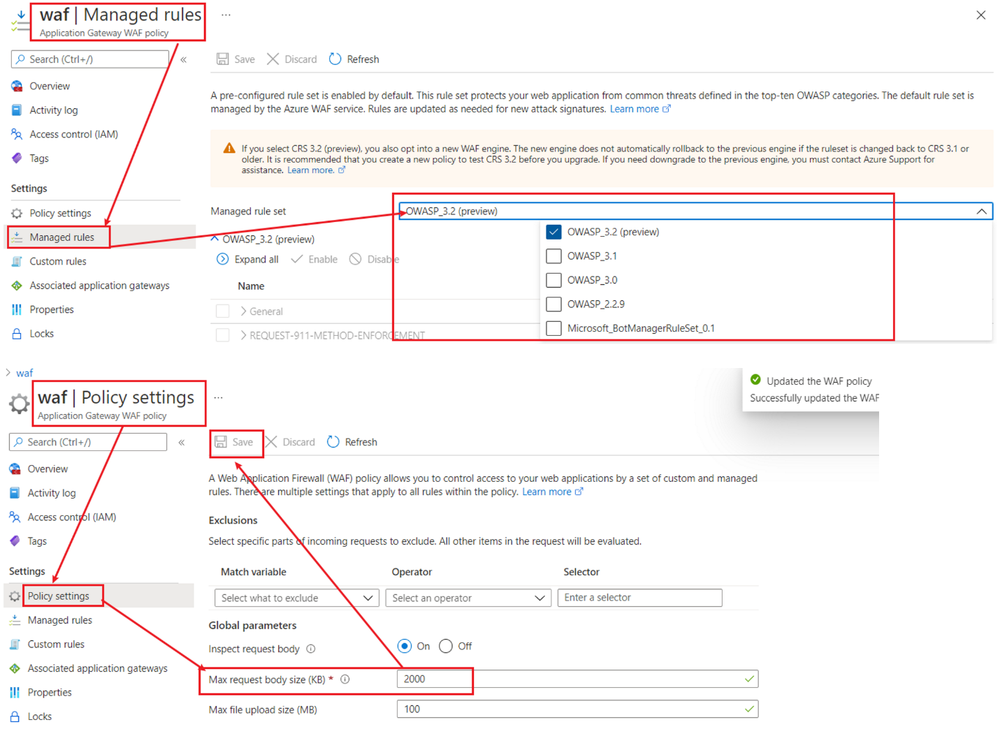 waf | Managed rules ...
Application Gateway WAF policy
Search (Ctrl+/) «
Save Discard Refresh
Overview
Activity log
Access control (IAM)
Tags
Settings
Policy settings
Managed rules
Custom rules
Associated application gateways
Properties
Locks
A pre-configured rule set is enabled by default. This rule set protects your web application from common threats defined in the top-ten OWASP categories. The default rule set is
managed by the Azure WAF service. Rules are updated as needed for new attack signatures. Learn more
If you select CRS 3.2 (preview), you also opt into a new WAF engine. The new engine does not automatically rollback to the previous engine if the ruleset is changed back to CRS 3.1 or
older. It is recommended that you create a new policy to test CRS 3.2 before you upgrade. If you need downgrade to the previous engine, you must contact Azure Support for
assistance. Learn more.
Managed rule set OWASP_3.2 (preview)
OWASP_3.2 (preview)
OWASP_3.1
OWASP_3.0
OWASP_2.2.9
Microsoft_BotManagerRuleSet_0.1
OWASP_3.2 (preview)
Expand all Enable Disable
Name
General
REQUEST-911-METHOD-ENFORCEMENT
> waf
waf | Policy settings ...
Application Gateway WAF policy
Updated the WAF policy
Successfully updated the WAF
Search (Ctrl+/) «
Save Discard Refresh
Overview
Activity log
Access control (IAM)
Tags
Settings
Policy settings
Managed rules
Custom rules
Associated application gateways
Properties
Locks
A Web Application Firewall (WAF) policy allows you to control access to your web applications by a set of custom and managed
rules. There are multiple settings that apply to all rules within the policy. Learn more
Exclusions
Select specific parts of incoming requests to exclude. All other items in the request will be evaluated.
Match variable Operator Selector
Select what to exclude Select an operator Enter a selector
Global parameters
Inspect request body On Off
Max request body size (KB) * 2000
Max file upload size (MB) 100